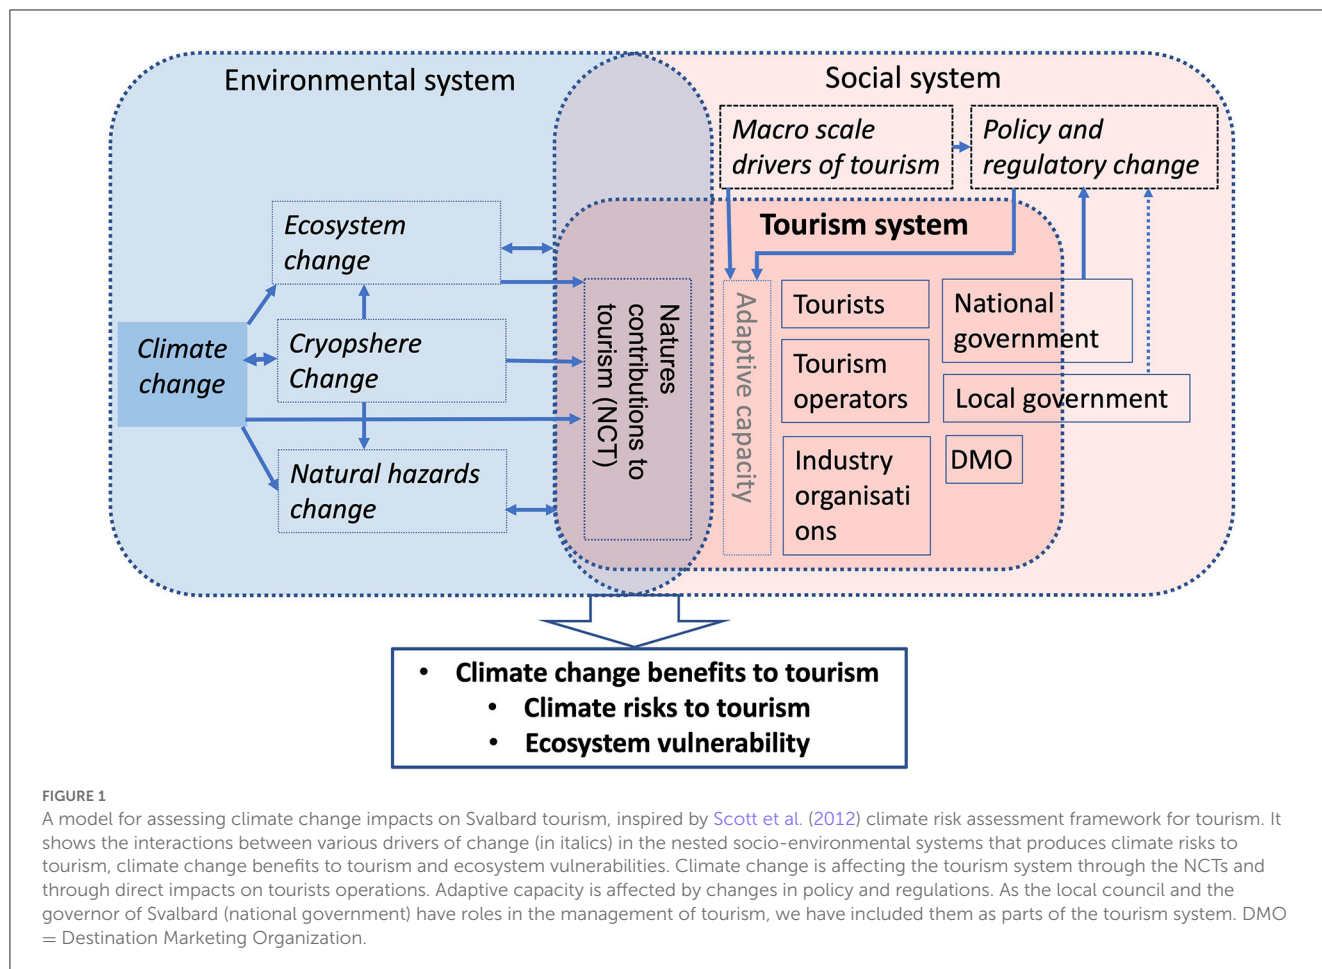 Environmental system
Social system
Macro scale
drivers of tourism
Policy and
regulatory change
Tourism system
Ecosystem
change
Climate
change
Cryopshere
Change
Natural hazards
change
Natures
contributions to
tourism (NCT)
Adaptive capacity
Tourists
Tourism
operators
Industry
organisati
ons
National
government
Local government
DMO
• Climate change benefits to tourism
• Climate risks to tourism
• Ecosystem vulnerability
FIGURE 1
A model for assessing climate change impacts on Svalbard tourism, inspired by Scott et al. (2012) climate risk assessment framework for tourism. It
shows the interactions between various drivers of change (in italics) in the nested socio-environmental systems that produces climate risks to
tourism, climate change benefits to tourism and ecosystem vulnerabilities. Climate change is affecting the tourism system through the NCTs and
through direct impacts on tourists operations. Adaptive capacity is affected by changes in policy and regulations. As the local council and the
governor of Svalbard (national government) have roles in the management of tourism, we have included them as parts of the tourism system. DMO
= Destination Marketing Organization.